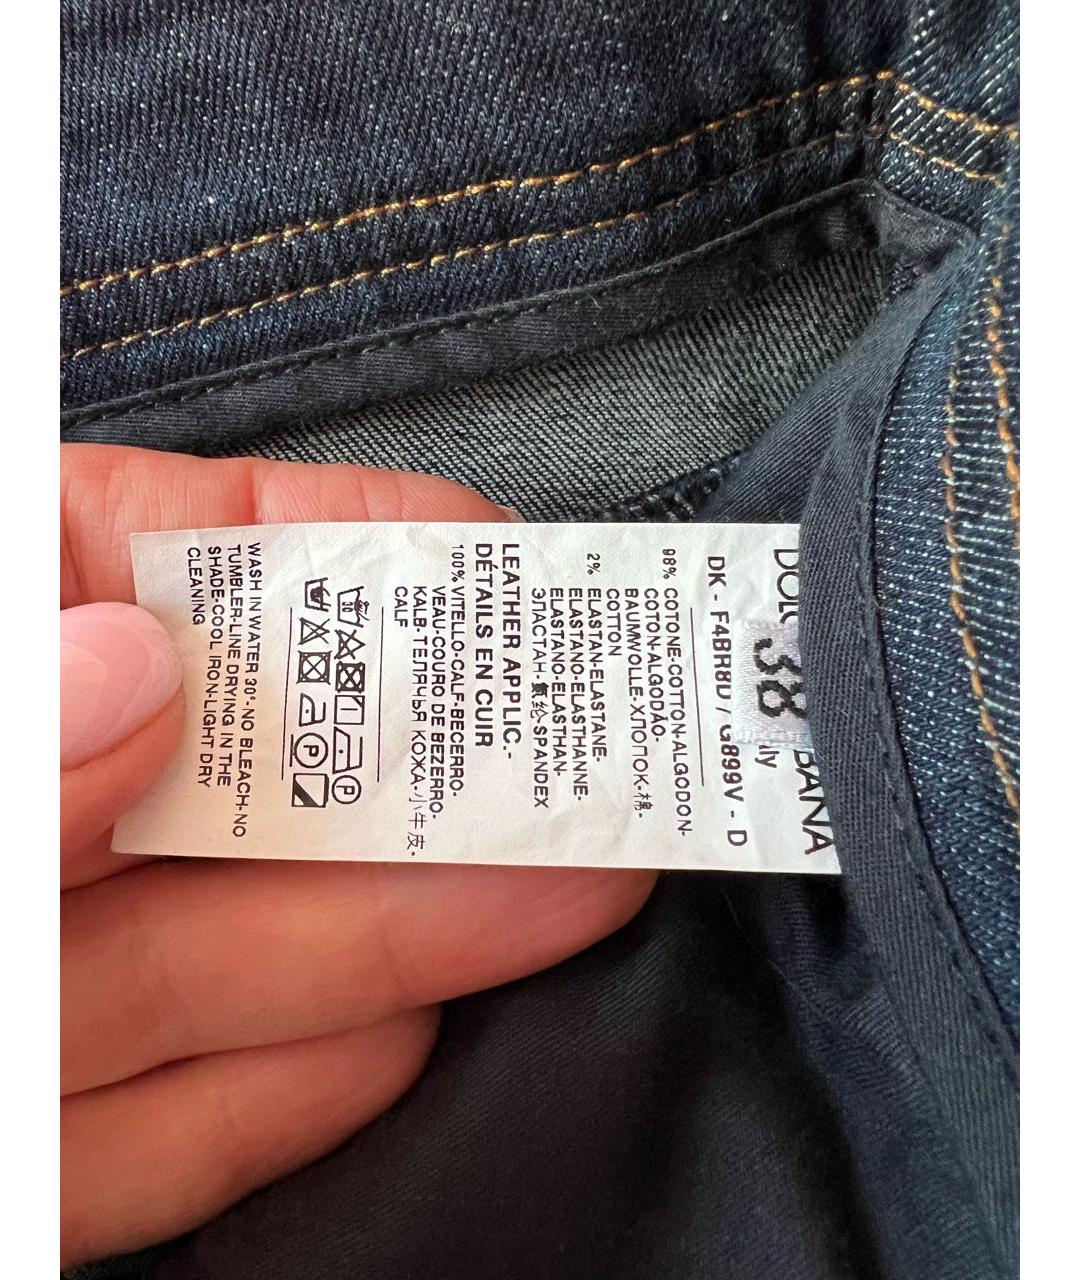 DOL
BANA
38
aly
DK - F4BR8U / G899V - D
98% COTONE-COTTON-ALGODON-
COTON-ALGODÃO-
BAUMWOLLE-ХЛОПОК-棉-
COTTON
2% ELASTAN-ELASTANE-
ELASTANO-ELASTHANNE-
ELASTANO-ELASTHAN-
ЭЛАСТАН-氨纶-SPANDEX
LEATHER APPLIC.-
DÉTAILS EN CUIR
100% VITELLO-CALF-BECERRO-
VEAU-COURO DE BEZERRO-
KALB-ТЕЛЯЧЬЯ КОЖА-小牛皮-
CALF
30
P
P
WASH IN WATER 30°-NO BLEACH-NO
TUMBLER-LINE DRYING IN THE
SHADE-COOL IRON-LIGHT DRY
CLEANING